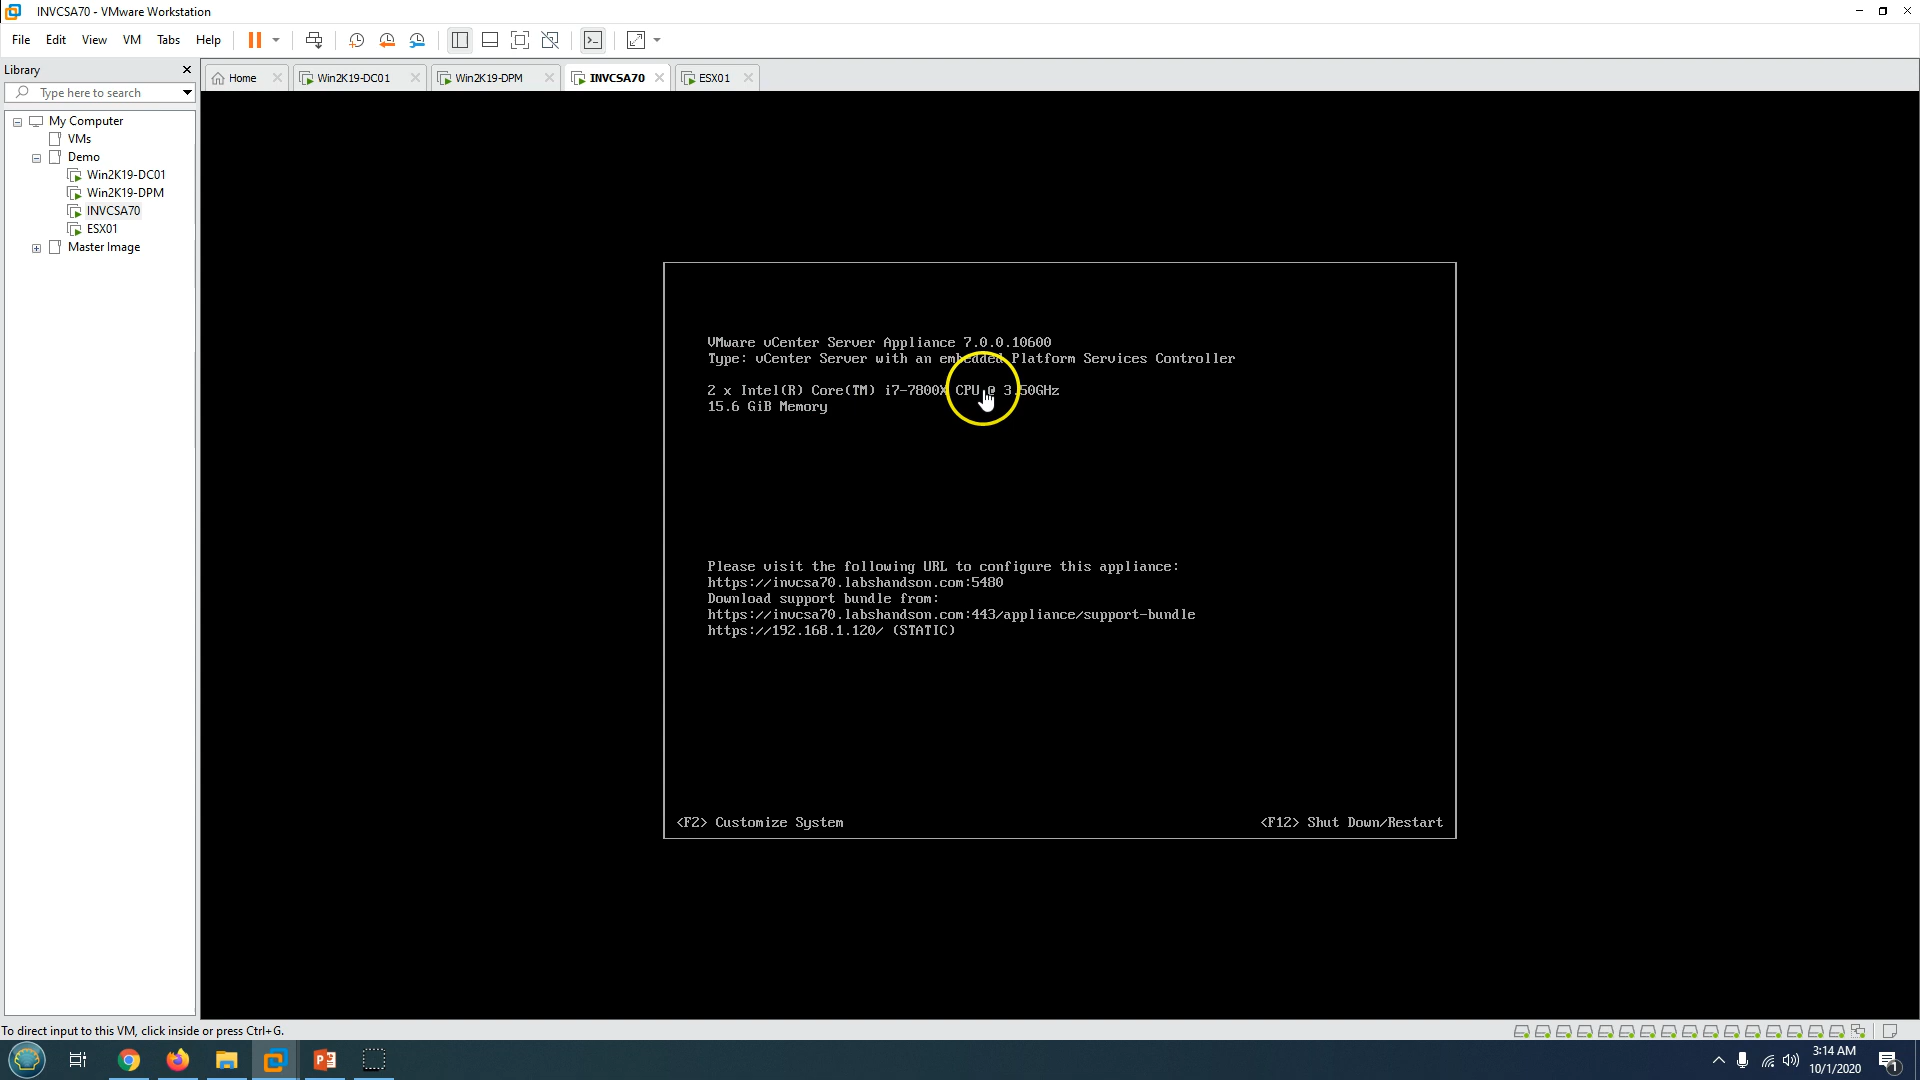 INVCSA70 - VMware Workstation
File Edit View VM Tabs Help
Library
Type here to search
My Computer
VMs
Demo
Win2K19-DC01
Win2K19-DPM
INVCSA70
ESX01
Master Image
Home
Win2K19-DC01
Win2K19-DPM
INVCSA70
ESX01
VMware vCenter Server Appliance 7.0.0.10600
Type: vCenter Server with an embedded Platform Services Controller
2 x Intel(R) Core(TM) i7-7800X CPU @ 3.50GHz
15.6 GiB Memory
Please visit the following URL to configure this appliance:
https://invcsa70.labshandson.com:5480
Download support bundle from:
https://invcsa70.labshandson.com:443/appliance/support-bundle
https://192.168.1.120/ (STATIC)
<F2> Customize System
<F12> Shut Down/Restart
To direct input to this VM, click inside or press Ctrl+G.
3:14 AM
10/1/2020
1